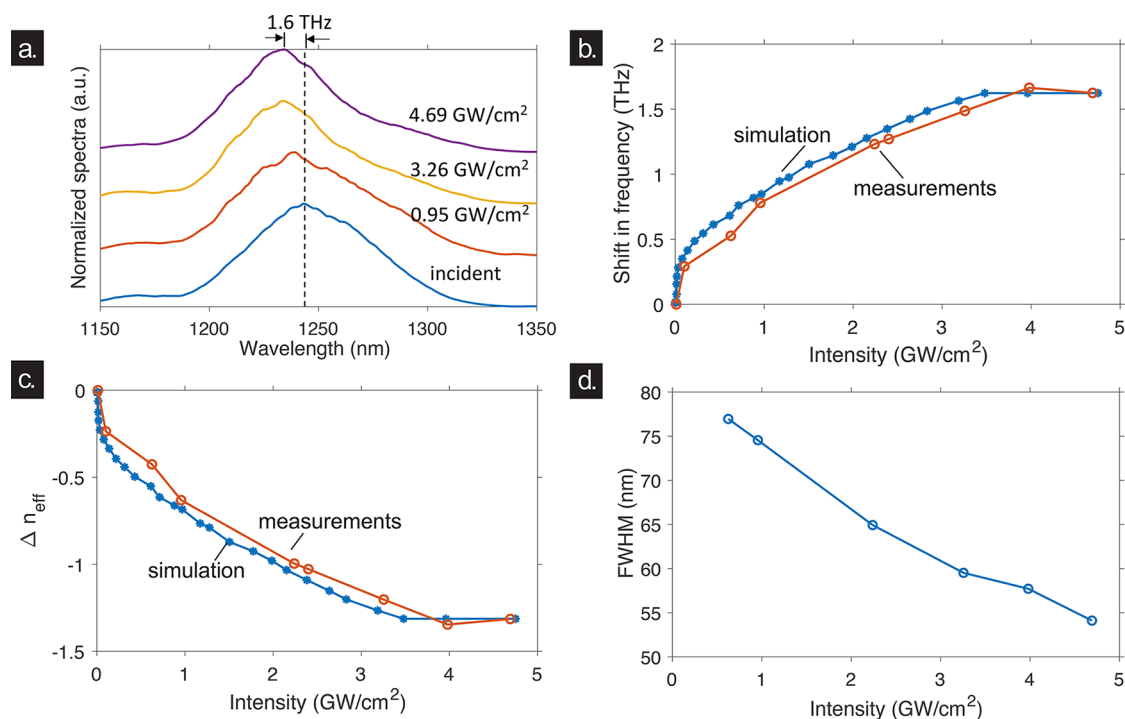 a.
1.6 THz
Normalized spectra (a.u.)
4.69 GW/cm²
3.26 GW/cm²
0.95 GW/cm²
incident
1150 1200 1250 1300 1350
Wavelength (nm)
b.
Shift in frequency (THz)
2
1.5
1
0.5
0
simulation
measurements
0 1 2 3 4 5
Intensity (GW/cm²)
c.
Δ n_eff
0
-0.5
-1
-1.5
measurements
simulation
0 1 2 3 4 5
Intensity (GW/cm²)
d.
FWHM (nm)
80
75
70
65
60
55
50
0 1 2 3 4 5
Intensity (GW/cm²)